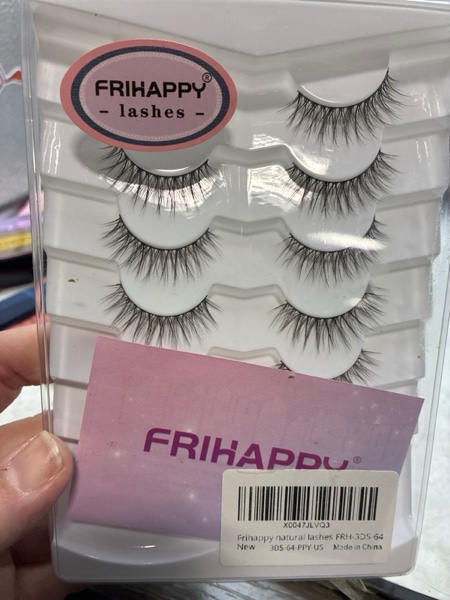 FRIHAPPY®
- lashes -
FRIHAPPY®
X0047JLVQ3
Frihappy natural lashes FRH-3DS-64
New 3DS-64-PPY-US Made in China